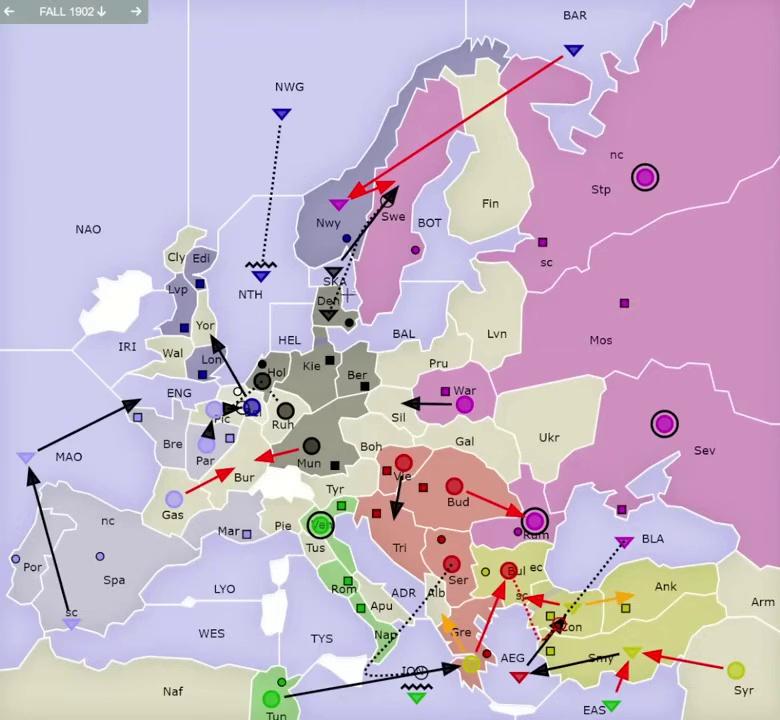 ← FALL 1902 ↓ →
BAR
NWG
nc
Stp
NAO
Fin
Nwy
Swe
BOT
Cly
Edi
sc
SKA
NTH
Den
Lvp
Mos
Yor
IRI
HEL
BAL
Lvn
Wal
Lon
Hol
Kie
Ber
Pru
ENG
War
Pic
Ruh
Sil
Bre
Ukr
Par
Gal
Boh
Sev
MAO
Mun
Vie
Bur
Tyr
Bud
Gas
nc
Mar
Pie
Ven
Rum
BLA
Tus
Tri
Por
Spa
Bul
ec
LYO
Ser
Ank
Rom
ADR
Alb
sc
Arm
Apu
sc
WES
Nap
Gre
Con
TYS
AEG
Smy
ION
Syr
Naf
EAS
Tun